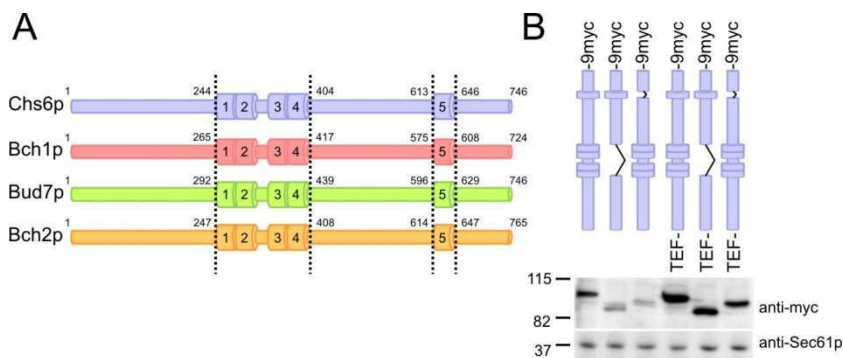 A
B
-9myc
-9myc
-9myc
-9myc
-9myc
-9myc
1 244 404 613 646 746
Chs6p 1 2 3 4 5
1 265 417 575 608 724
Bch1p 1 2 3 4 5
1 292 439 596 629 746
Bud7p 1 2 3 4 5
1 247 408 614 647 765
Bch2p 1 2 3 4 5
TEF-
TEF-
TEF-
115
82
anti-myc
37
anti-Sec61p